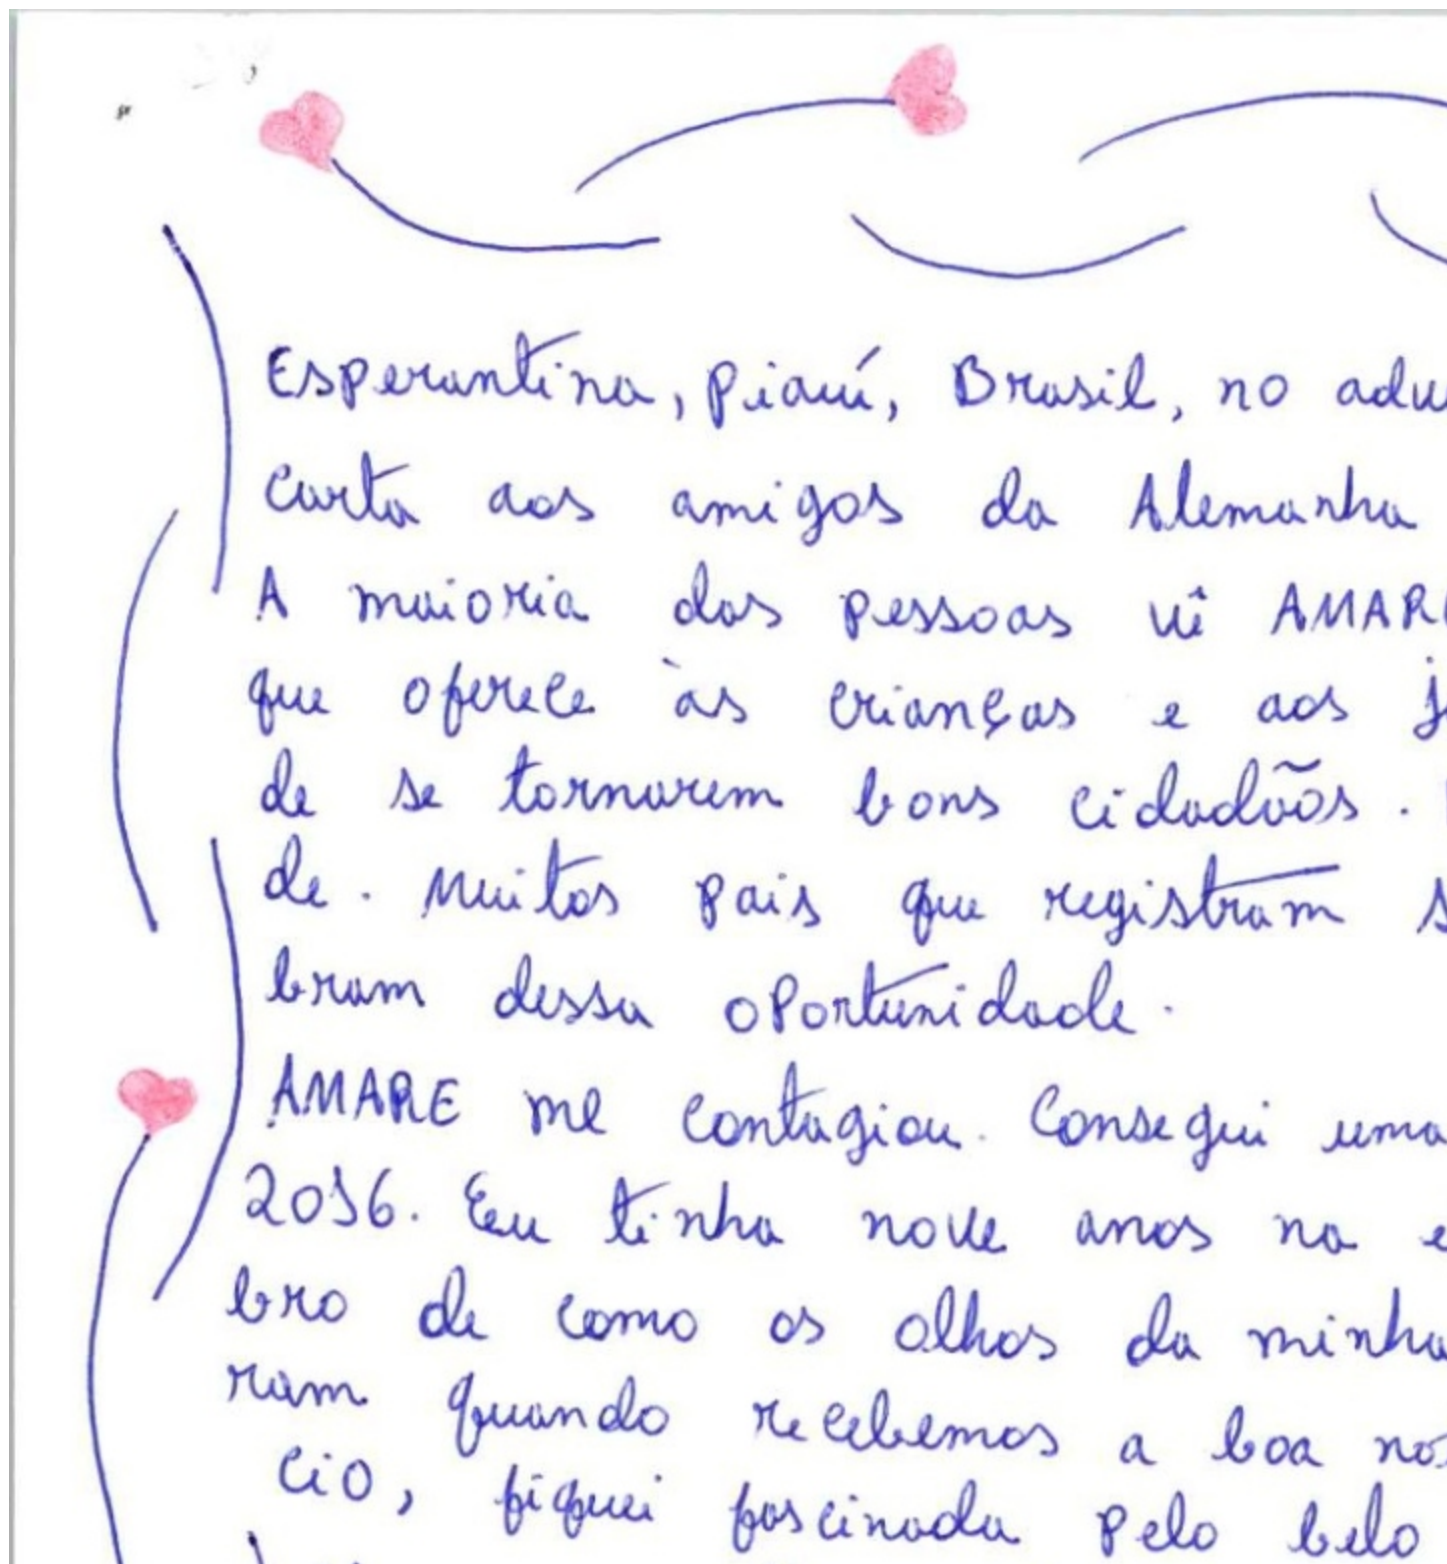 Esperantina, Piauí, Brasil, no adv
carta aos amigos da Alemanha
A maioria das pessoas vê AMARE
que oferece às crianças e aos j
de se tornarem bons cidadãos.
de. Muitos pais que registram s
bram dessa oportunidade.
AMARE me contagiou. Consegui uma
2016. Eu tinha nove anos na e
bro de como os olhos da minha
ram quando recebemos a boa no
cio, fiquei fascinada pelo belo